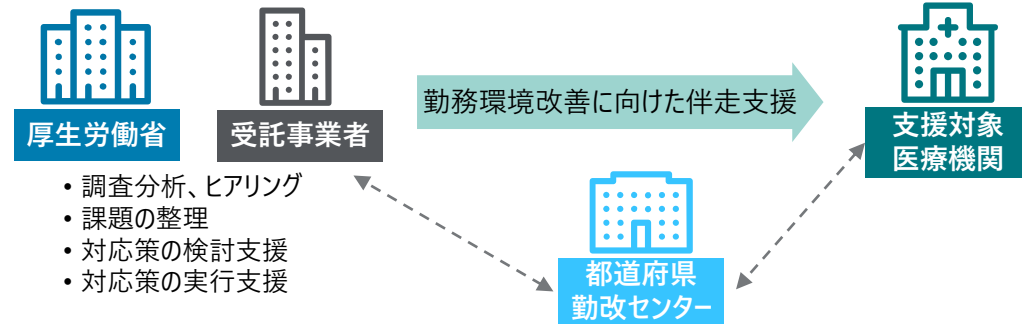 厚生労働省
受託事業者
勤務環境改善に向けた伴走支援
支援対象
医療機関
• 調査分析、ヒアリング
• 課題の整理
• 対応策の検討支援
• 対応策の実行支援
都道府県
勤改センター